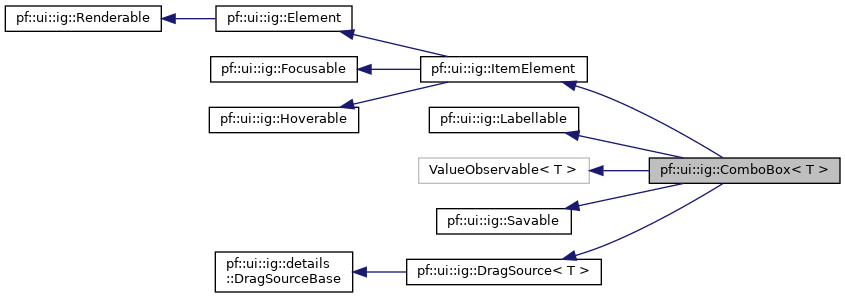 pf::ui::ig::Renderable
pf::ui::ig::Element
pf::ui::ig::Focusable
pf::ui::ig::ItemElement
pf::ui::ig::Hoverable
pf::ui::ig::Labellable
ValueObservable< T >
pf::ui::ig::ComboBox< T >
pf::ui::ig::Savable
pf::ui::ig::details
::DragSourceBase
pf::ui::ig::DragSource< T >